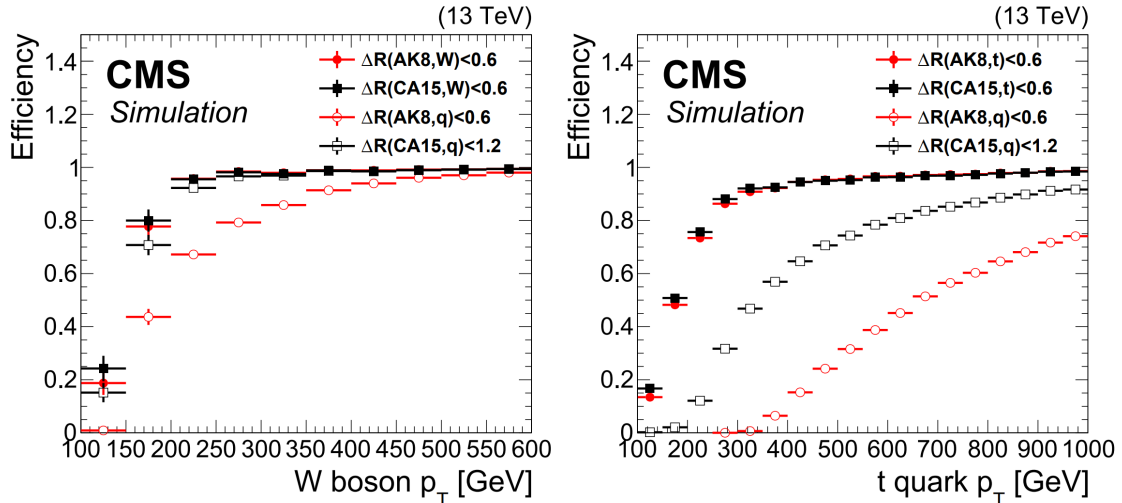 (13 TeV)
Efficiency
1.4
1.2
1
0.8
0.6
0.4
0.2
0
CMS
Simulation
ΔR(AK8,W)<0.6
ΔR(CA15,W)<0.6
ΔR(AK8,q)<0.6
ΔR(CA15,q)<1.2
100 150 200 250 300 350 400 450 500 550 600
W boson pT [GeV]
(13 TeV)
Efficiency
1.4
1.2
1
0.8
0.6
0.4
0.2
0
CMS
Simulation
ΔR(AK8,t)<0.6
ΔR(CA15,t)<0.6
ΔR(AK8,q)<0.6
ΔR(CA15,q)<1.2
100 200 300 400 500 600 700 800 900 1000
t quark pT [GeV]